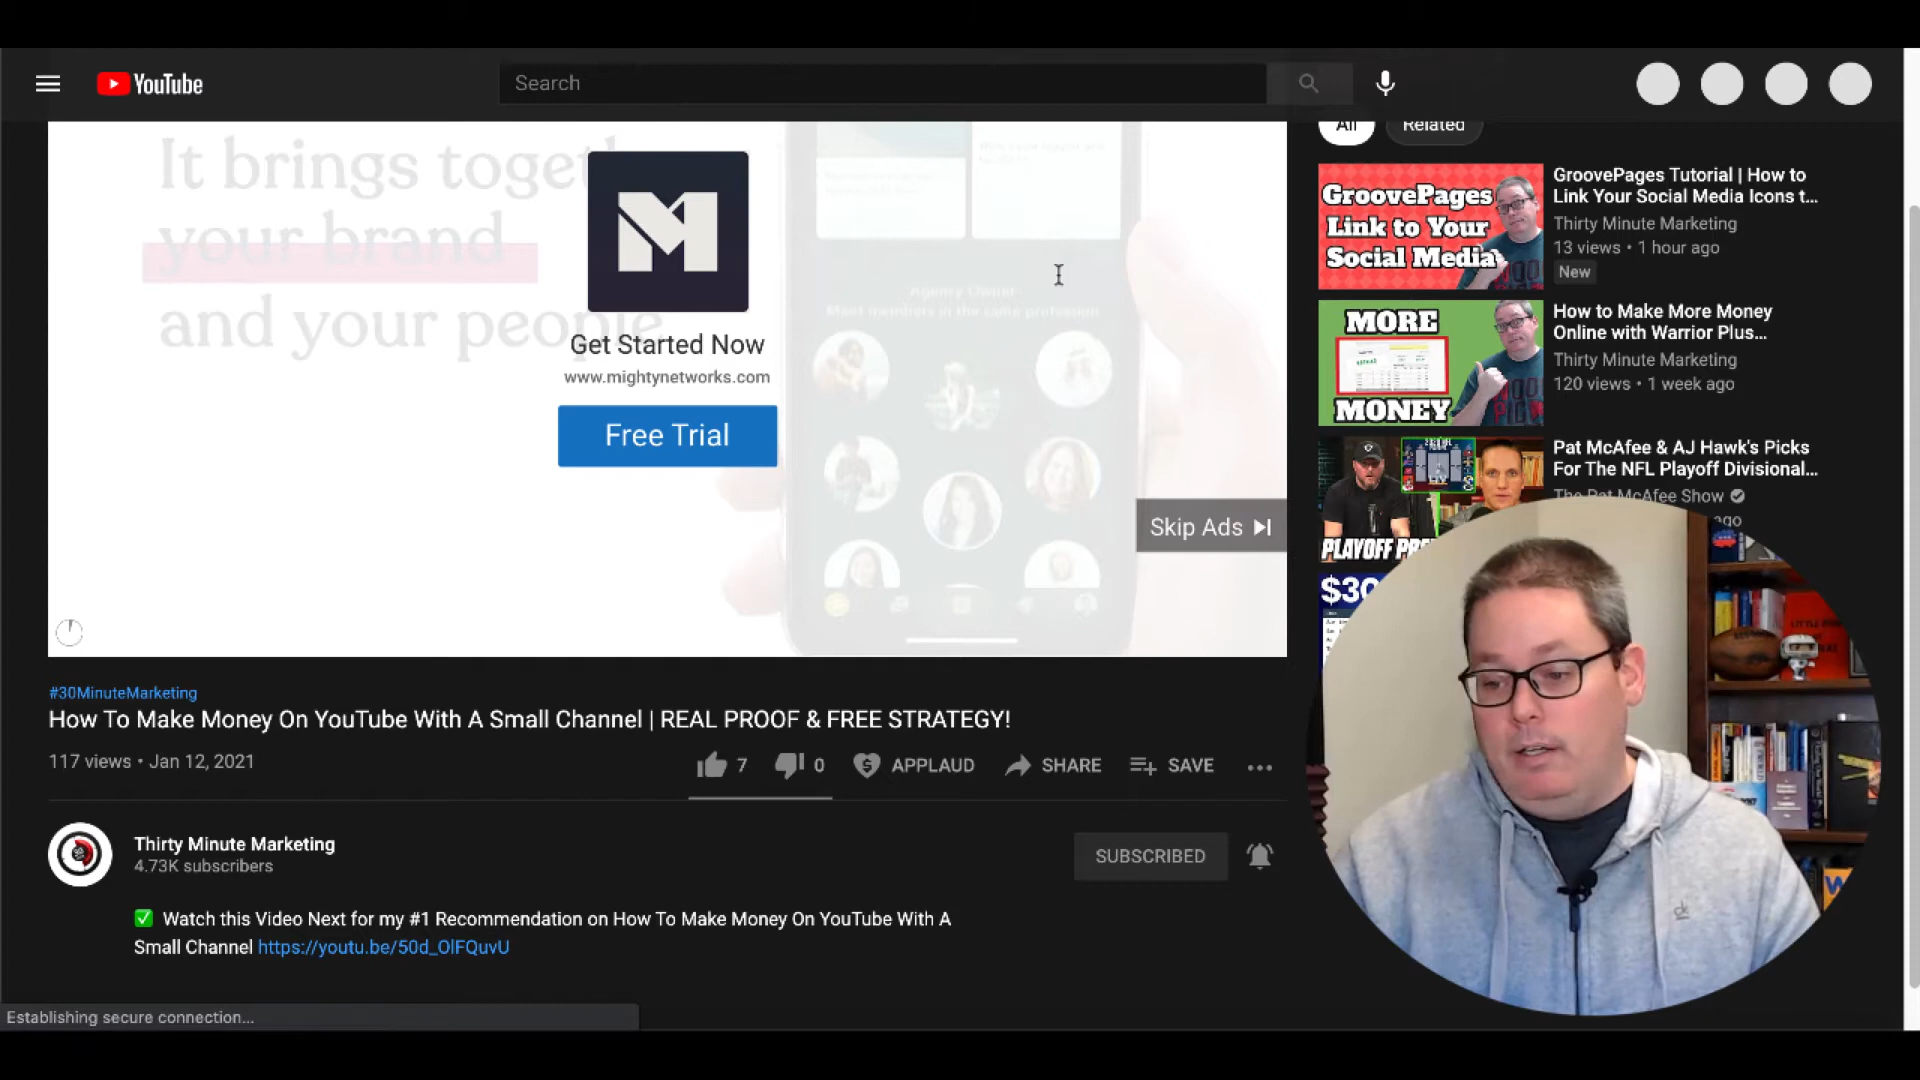 YouTube
Search
It brings toget
your brand
and your people
Get Started Now
www.mightynetworks.com
Free Trial
Skip Ads
#30MinuteMarketing
How To Make Money On YouTube With A Small Channel | REAL PROOF & FREE STRATEGY!
117 views • Jan 12, 2021
7
0
APPLAUD
SHARE
SAVE
Thirty Minute Marketing
4.73K subscribers
SUBSCRIBED
✅ Watch this Video Next for my #1 Recommendation on How To Make Money On YouTube With A
Small Channel https://youtu.be/50d_OlFQuvU
Establishing secure connection...
All
Related
GroovePages
Link to Your
Social Media
GroovePages Tutorial | How to
Link Your Social Media Icons t...
Thirty Minute Marketing
13 views • 1 hour ago
New
MORE
MONEY
How to Make More Money
Online with Warrior Plus...
Thirty Minute Marketing
120 views • 1 week ago
PLAYOFF PR
Pat McAfee & AJ Hawk's Picks
For The NFL Playoff Divisional...
The Pat McAfee Show
ago
$30